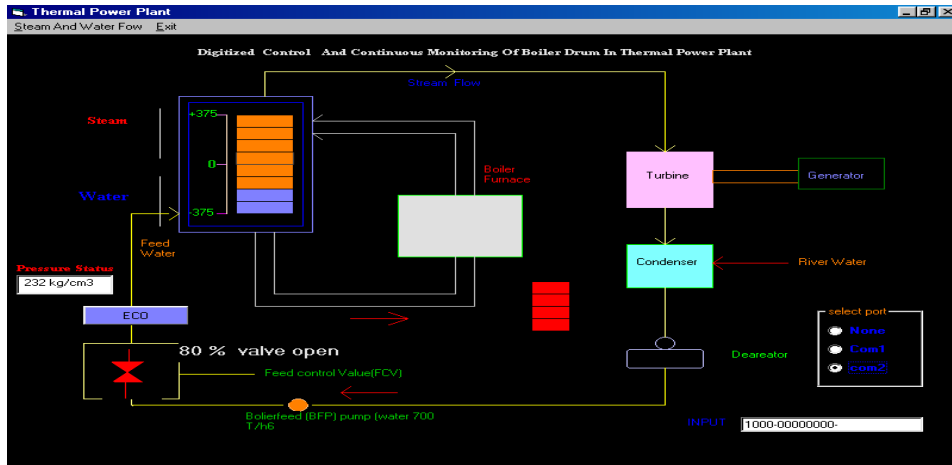 Thermal Power Plant
Steam And Water Fow Exit
Digitized Control And Continuous Monitoring Of Boiler Drum In Thermal Power Plant
Stream Flow
+375
Steam
0
Boiler
Furnace
Turbine
Generator
Water
-375
Feed
Water
Condenser
River Water
Pressure Status
232 kg/cm3
ECO
select port
None
Com1
com2
80 % valve open
Deareator
Feed control Value(FCV)
Bolierfeed (BFP) pump (water 700
T/h6
INPUT 1000-00000000-